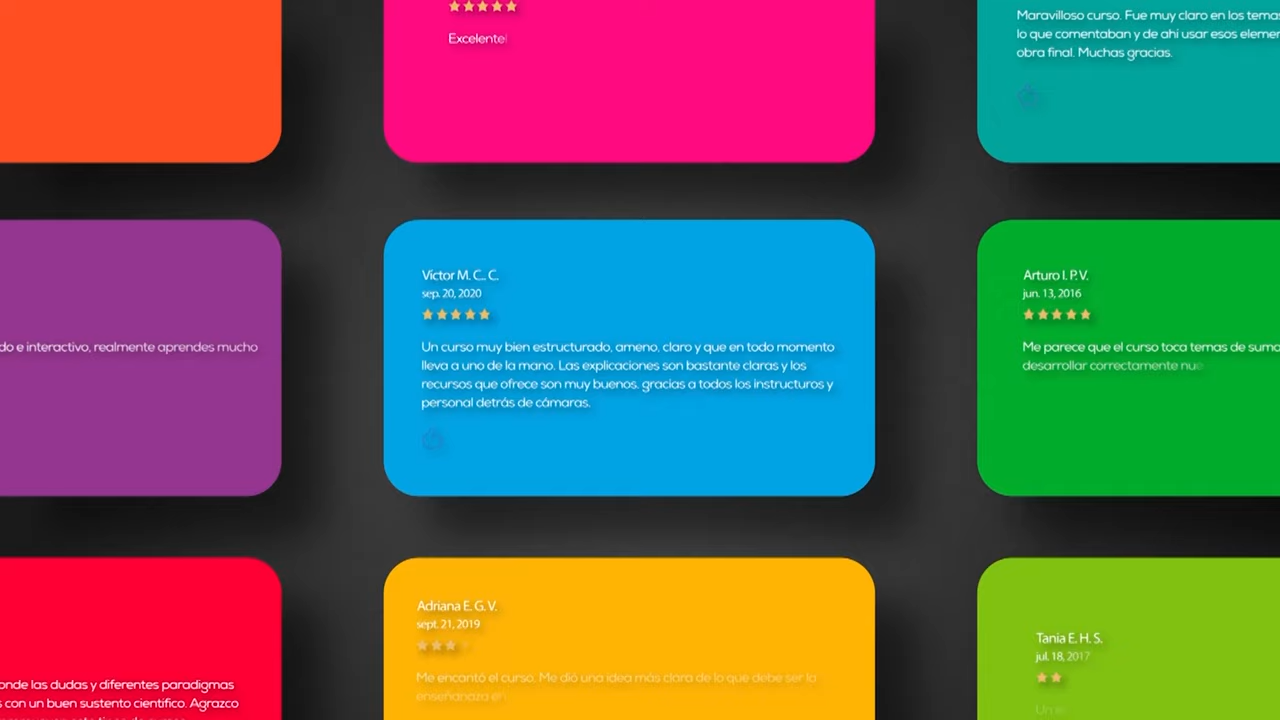 Excelente
Maravilloso curso. Fue muy claro en los temas
lo que comentaban y de ahi usar esos elemen
obra final. Muchas gracias.
do e interactivo, realmente aprendes mucho
Víctor M. C.. C.
sep. 20, 2020
Un curso muy bien estructurado, ameno, claro y que en todo momento
lleva a uno de la mano. Las explicaciones son bastante claras y los
recursos que ofrece son muy buenos. gracias a todos los instructuros y
personal detrás de cámaras.
Arturo I. P. V.
jun. 13, 2016
Me parece que el curso toca temas de suma
desarrollar correctamente nue
onde las dudas y diferentes paradigmas
s con un buen sustento cientifico. Agrazco
Adriana E. G. V.
sept. 21, 2019
Me encantó el curso. Me dió una idea más clara de lo que debe ser la
enseñanaza en
Tania E. H. S.
jul. 18, 2017